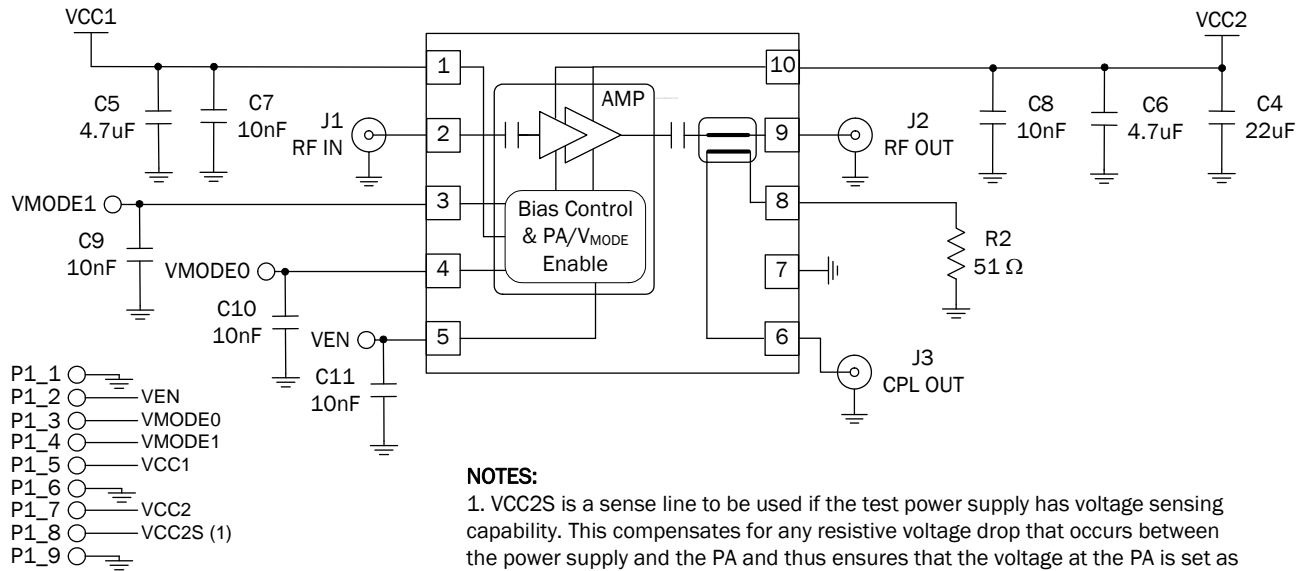 VCC1
VCC2
C5
4.7uF
C7
10nF
J1
RF IN
1
2
3
4
5
AMP
Bias Control
& PA/VMODE
Enable
10
9
8
7
6
C8
10nF
C6
4.7uF
C4
22uF
J2
RF OUT
R2
51 Ω
J3
CPL OUT
VMODE1
C9
10nF
VMODE0
C10
10nF
VEN
C11
10nF
P1_1
P1_2 VEN
P1_3 VMODE0
P1_4 VMODE1
P1_5 VCC1
P1_6
P1_7 VCC2
P1_8 VCC2S (1)
P1_9
NOTES:
1. VCC2S is a sense line to be used if the test power supply has voltage sensing
capability. This compensates for any resistive voltage drop that occurs between
the power supply and the PA and thus ensures that the voltage at the PA is set as